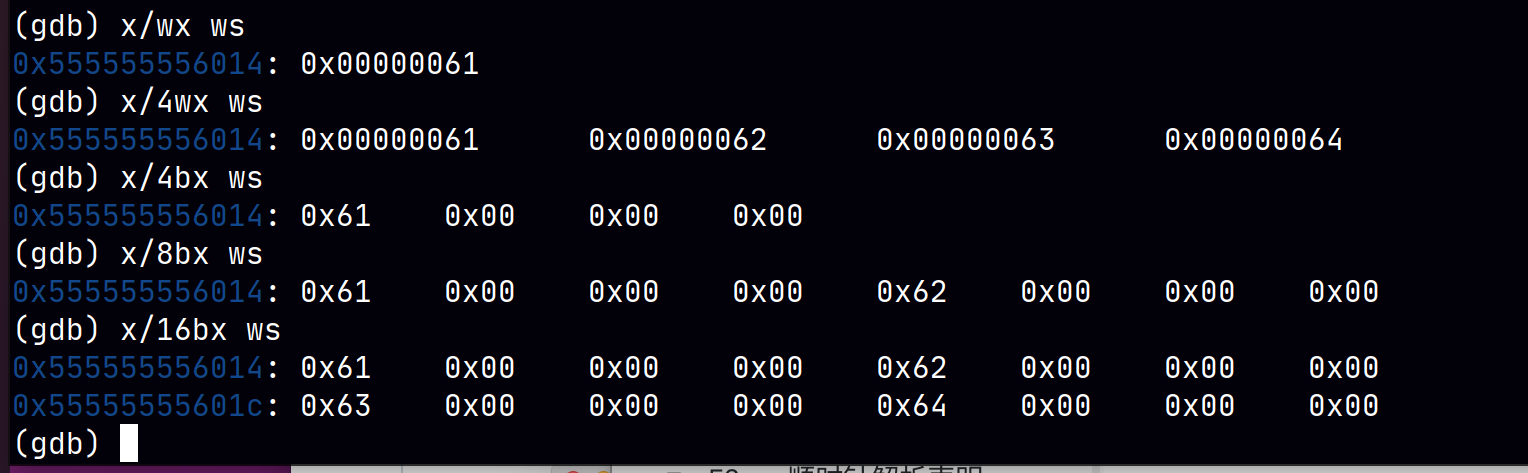 (gdb) x/wx ws
0x555555556014: 0x00000061
(gdb) x/4wx ws
0x555555556014: 0x00000061 0x00000062 0x00000063 0x00000064
(gdb) x/4bx ws
0x555555556014: 0x61 0x00 0x00 0x00
(gdb) x/8bx ws
0x555555556014: 0x61 0x00 0x00 0x00 0x62 0x00 0x00 0x00
(gdb) x/16bx ws
0x555555556014: 0x61 0x00 0x00 0x00 0x62 0x00 0x00 0x00
0x55555555601c: 0x63 0x00 0x00 0x00 0x64 0x00 0x00 0x00
(gdb)